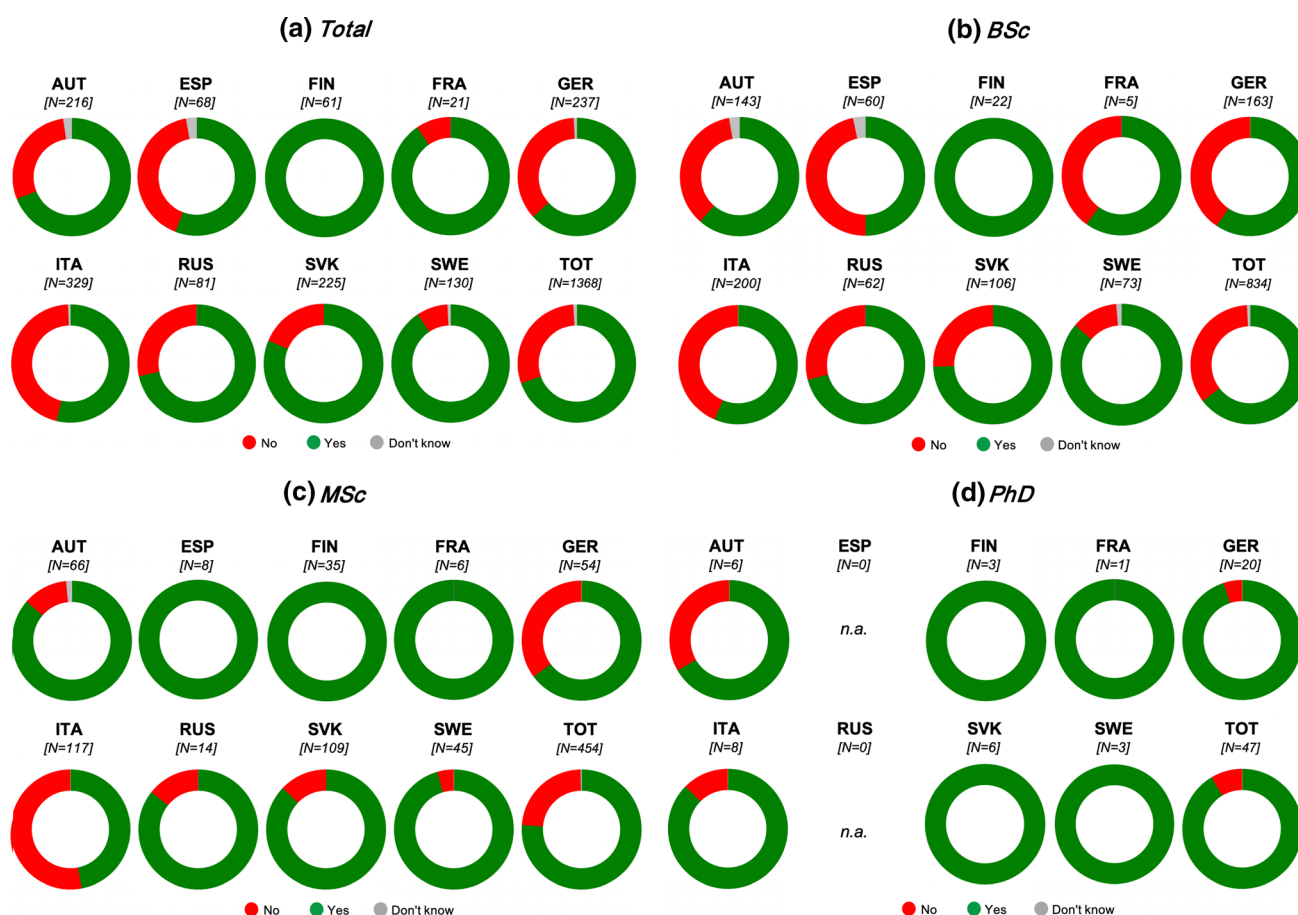 (a) Total
AUT ESP FIN FRA GER
[N=216] [N=68] [N=61] [N=21] [N=237]
ITA RUS SVK SWE TOT
[N=329] [N=81] [N=225] [N=130] [N=1368]
No Yes Don't know
(b) BSc
AUT ESP FIN FRA GER
[N=143] [N=60] [N=22] [N=5] [N=163]
ITA RUS SVK SWE TOT
[N=200] [N=62] [N=106] [N=73] [N=834]
No Yes Don't know
(c) MSc
AUT ESP FIN FRA GER
[N=66] [N=8] [N=35] [N=6] [N=54]
ITA RUS SVK SWE TOT
[N=117] [N=14] [N=109] [N=45] [N=454]
No Yes Don't know
(d) PhD
AUT ESP FIN FRA GER
[N=6] [N=0] [N=3] [N=1] [N=20]
n.a.
ITA RUS SVK SWE TOT
[N=8] [N=0] [N=6] [N=3] [N=47]
n.a.
No Yes Don't know